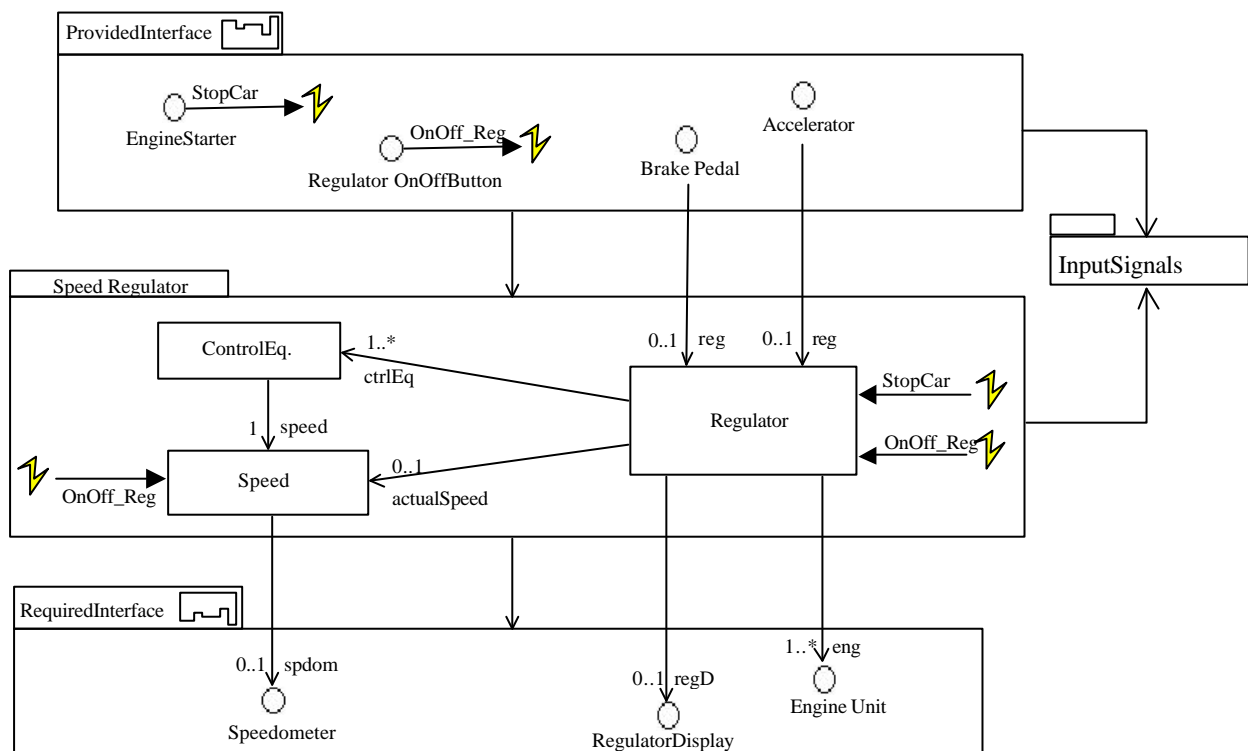 ProvidedInterface
StopCar
EngineStarter
OnOff_Reg
Regulator OnOffButton
Brake Pedal
Accelerator
InputSignals
Speed Regulator
ControlEq.
1..*
ctrlEq
0..1 reg
0..1 reg
Regulator
StopCar
OnOff_Reg
1 speed
Speed
OnOff_Reg
0..1
actualSpeed
RequiredInterface
0..1 spdom
Speedometer
0..1 regD
RegulatorDisplay
1..* eng
Engine Unit